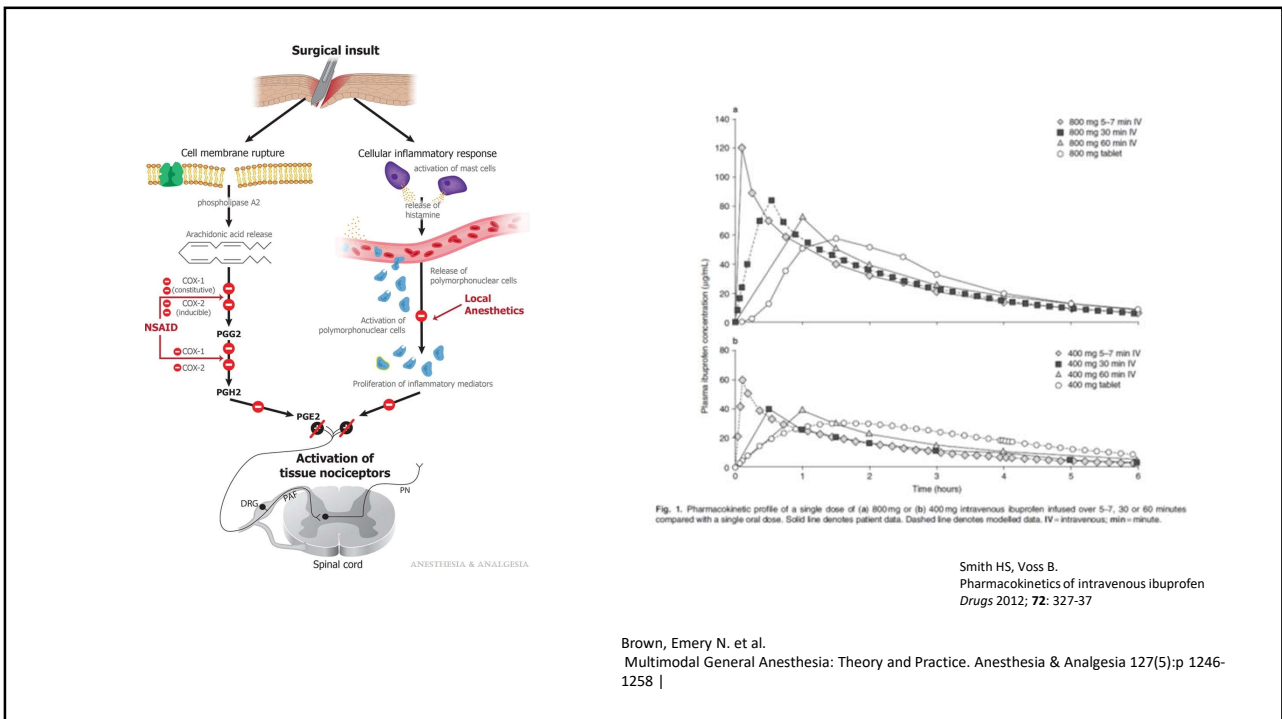 Surgical insult
Cell membrane rupture
phospholipase A2
Arachidonic acid release
COX-1
(constitutive)
COX-2
(inducible)
NSAID
PGG2
COX-1
COX-2
PGH2
PGE2
Cellular inflammatory response
activation of mast cells
release of
histamine
Release of
polymorphonuclear cells
Local
Anesthetics
Activation of
polymorphonuclear cells
Proliferation of inflammatory mediators
Activation of
tissue nociceptors
DRG
PAF
PN
Spinal cord
ANESTHESIA & ANALGESIA
a
140
120
100
80
60
40
20
0
800 mg 5–7 min IV
800 mg 30 min IV
800 mg 60 min IV
800 mg tablet
Plasma ibuprofen concentration (µg/mL)
b
80
60
40
20
0
400 mg 5–7 min IV
400 mg 30 min IV
400 mg 60 min IV
400 mg tablet
0 1 2 3 4 5 6
Time (hours)
Fig. 1. Pharmacokinetic profile of a single dose of (a) 800 mg or (b) 400 mg intravenous ibuprofen infused over 5–7, 30 or 60 minutes
compared with a single oral dose. Solid line denotes patient data. Dashed line denotes modelled data. IV = intravenous; min = minute.
Smith HS, Voss B.
Pharmacokinetics of intravenous ibuprofen
Drugs 2012; 72: 327-37
Brown, Emery N. et al.
Multimodal General Anesthesia: Theory and Practice. Anesthesia & Analgesia 127(5):p 1246-
1258 |